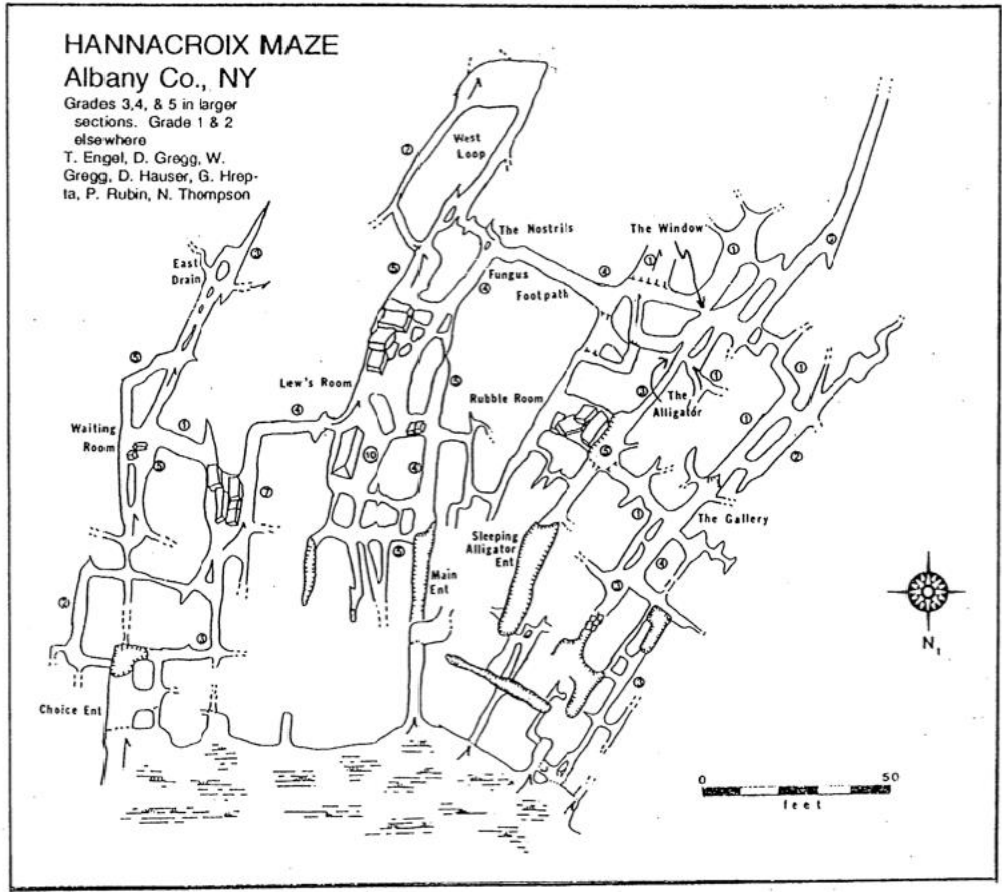 HANNACROIX MAZE
Albany Co., NY
Grades 3,4, & 5 in larger
sections. Grade 1 & 2
elsewhere
T. Engel, D. Gregg, W.
Gregg, D. Hauser, G. Hrep-
ta, P. Rubin, N. Thompson
West
Loop
The Nostrils
The Window
East
Drain
Fungus
Footpath
Lew's Room
Rubble Room
The
Alligator
Waiting
Room
The Gallery
Sleeping
Alligator
Ent
Main
Ent
Choice Ent
N
0 50
feet